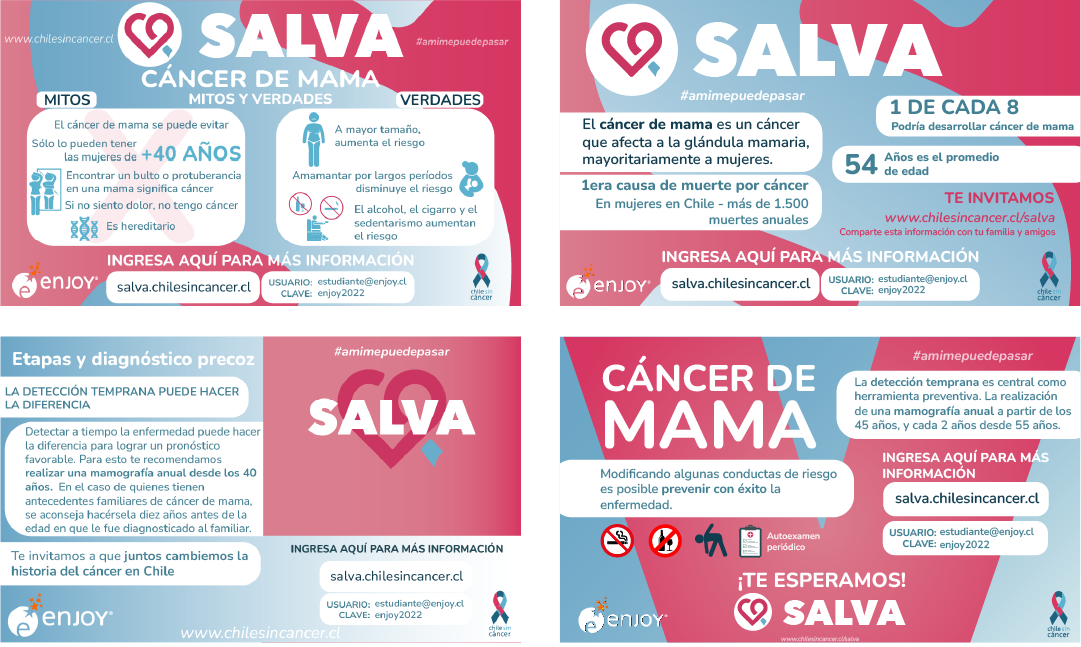 www.chilesincancer.cl
SALVA
#amimepuedepasar
CÁNCER DE MAMA
MITOS Y VERDADES
MITOS
El cáncer de mama se puede evitar
Sólo lo pueden tener
las mujeres de +40 AÑOS
Encontrar un bulto o protuberancia
en una mama significa cáncer
Si no siento dolor, no tengo cáncer
Es hereditario
VERDADES
A mayor tamaño,
aumenta el riesgo
Amamantar por largos períodos
disminuye el riesgo
El alcohol, el cigarro y el
sedentarismo aumentan
el riesgo
INGRESA AQUÍ PARA MÁS INFORMACIÓN
enjoy
salva.chilesincancer.cl
USUARIO: estudiante@enjoy.cl
CLAVE: enjoy2022
chile sin
cáncer
SALVA
#amimepuedepasar
El cáncer de mama es un cáncer
que afecta a la glándula mamaria,
mayoritariamente a mujeres.
1era causa de muerte por cáncer
En mujeres en Chile - más de 1.500
muertes anuales
1 DE CADA 8
Podría desarrollar cáncer de mama
54 Años es el promedio
de edad
TE INVITAMOS
www.chilesincancer.cl/salva
Comparte esta información con tu familia y amigos
INGRESA AQUÍ PARA MÁS INFORMACIÓN
enjoy
salva.chilesincancer.cl
USUARIO: estudiante@enjoy.cl
CLAVE: enjoy2022
chile sin
cáncer
Etapas y diagnóstico precoz
LA DETECCIÓN TEMPRANA PUEDE HACER
LA DIFERENCIA
Detectar a tiempo la enfermedad puede hacer
la diferencia para lograr un pronóstico
favorable. Para esto te recomendamos
realizar una mamografía anual desde los 40
años. En el caso de quienes tienen
antecedentes familiares de cáncer de mama,
se aconseja hacérsela diez años antes de la
edad en que le fue diagnosticado al familiar.
Te invitamos a que juntos cambiemos la
historia del cáncer en Chile
enjoy
www.chilesincancer.cl
#amimepuedepasar
SALVA
INGRESA AQUÍ PARA MÁS INFORMACIÓN
salva.chilesincancer.cl
USUARIO: estudiante@enjoy.cl
CLAVE: enjoy2022
chile sin
cáncer
#amimepuedepasar
CÁNCER DE
MAMA
La detección temprana es central como
herramienta preventiva. La realización
de una mamografía anual a partir de los
45 años, y cada 2 años desde 55 años.
Modificando algunas conductas de riesgo
es posible prevenir con éxito la
enfermedad.
Autoexamen
periódico
INGRESA AQUÍ PARA MÁS
INFORMACIÓN
salva.chilesincancer.cl
USUARIO: estudiante@enjoy.cl
CLAVE: enjoy2022
¡TE ESPERAMOS!
SALVA
www.chilesincancer.cl/salva
enjoy
chile sin
cáncer